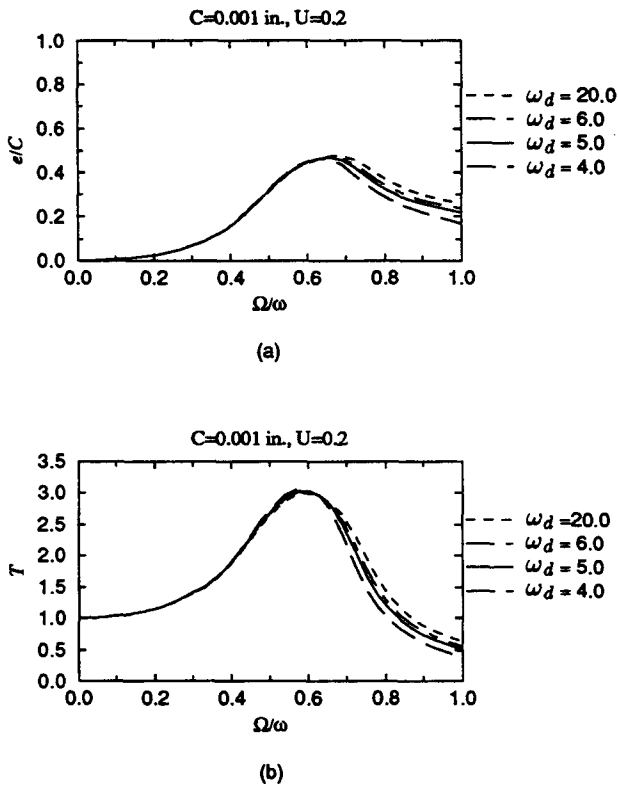 C=0.001 in., U=0.2
1.0
0.8
0.6
0.4
0.2
0.0
e/C
0.0 0.2 0.4 0.6 0.8 1.0
Ω/ω
ω_d = 20.0
ω_d = 6.0
ω_d = 5.0
ω_d = 4.0
(a)
C=0.001 in., U=0.2
3.5
3.0
2.5
2.0
1.5
1.0
0.5
0.0
T
0.0 0.2 0.4 0.6 0.8 1.0
Ω/ω
ω_d =20.0
ω_d = 6.0
ω_d = 5.0
ω_d = 4.0
(b)